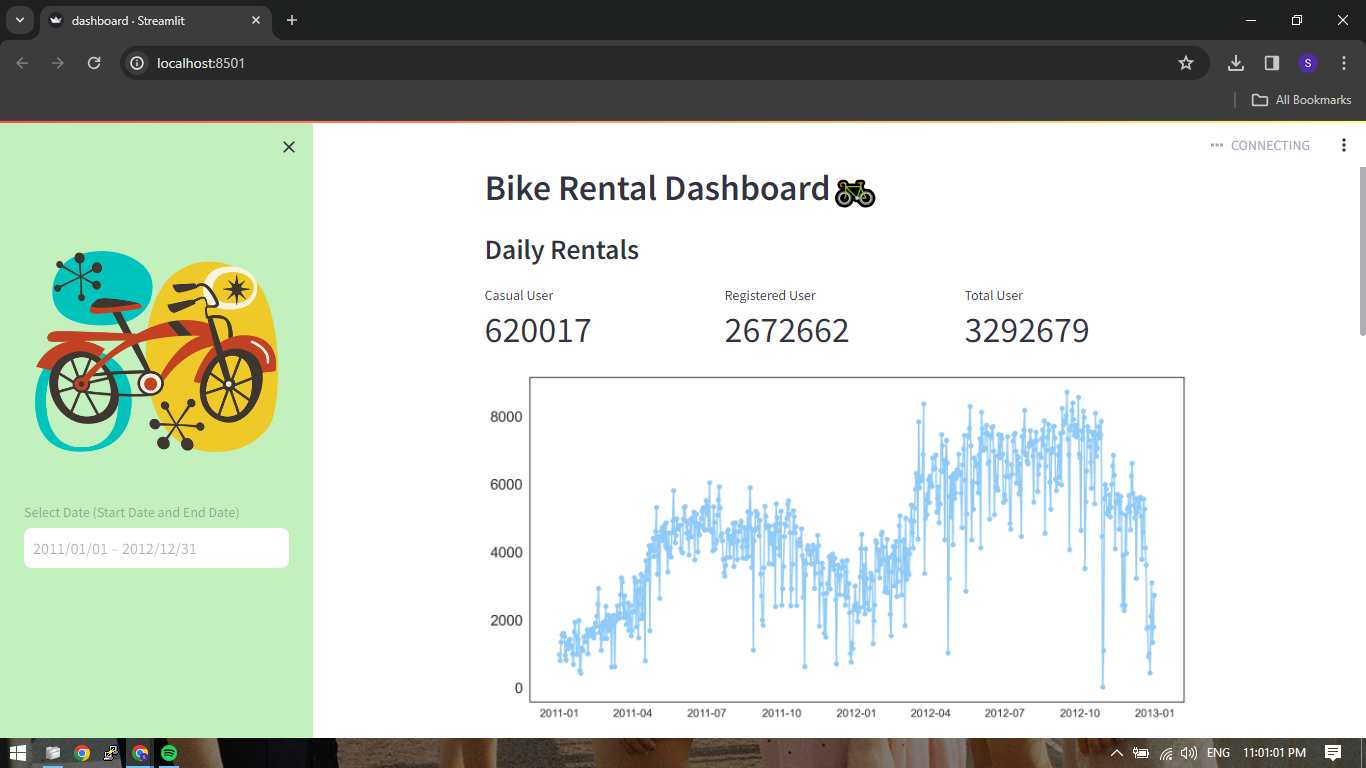 dashboard · Streamlit
localhost:8501
S
All Bookmarks
CONNECTING
Bike Rental Dashboard
Daily Rentals
Casual User Registered User Total User
620017 2672662 3292679
Select Date (Start Date and End Date)
2011/01/01 – 2012/12/31
8000
6000
4000
2000
0
2011-01 2011-04 2011-07 2011-10 2012-01 2012-04 2012-07 2012-10 2013-01
ENG 11:01:01 PM